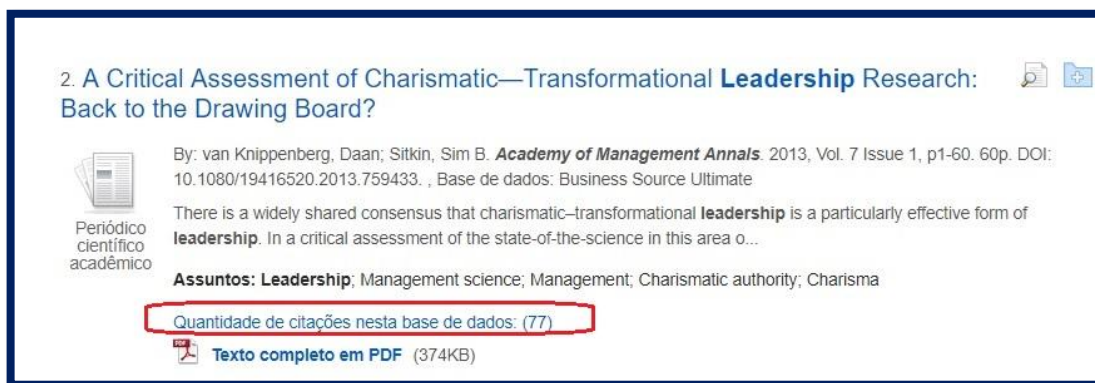 2. A Critical Assessment of Charismatic—Transformational Leadership Research:
Back to the Drawing Board?
By: van Knippenberg, Daan; Sitkin, Sim B. Academy of Management Annals. 2013, Vol. 7 Issue 1, p1-60. 60p. DOI:
10.1080/19416520.2013.759433. , Base de dados: Business Source Ultimate
Periódico
científico
acadêmico
There is a widely shared consensus that charismatic–transformational leadership is a particularly effective form of
leadership. In a critical assessment of the state-of-the-science in this area o...
Assuntos: Leadership; Management science; Management; Charismatic authority; Charisma
Quantidade de citações nesta base de dados: (77)
PDF
Texto completo em PDF (374KB)